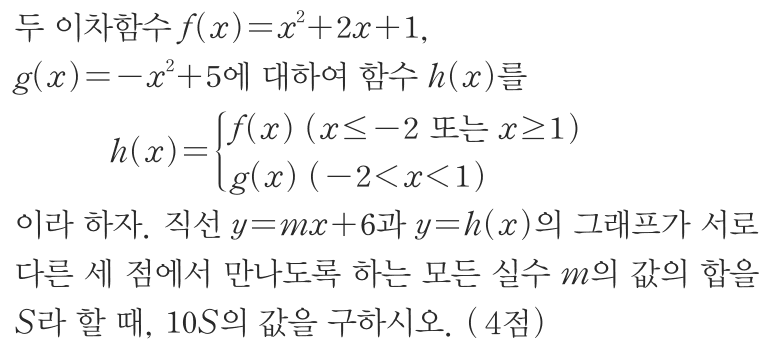 두 이차함수 f(x)=x²+2x+1,
g(x)=-x²+5에 대하여 함수 h(x)를
h(x)={f(x) (x≤-2 또는 x≥1)
g(x) (-2<x<1)
이라 하자. 직선 y=mx+6과 y=h(x)의 그래프가 서로
다른 세 점에서 만나도록 하는 모든 실수 m의 값의 합을
S라 할 때, 10S의 값을 구하시오. (4점)